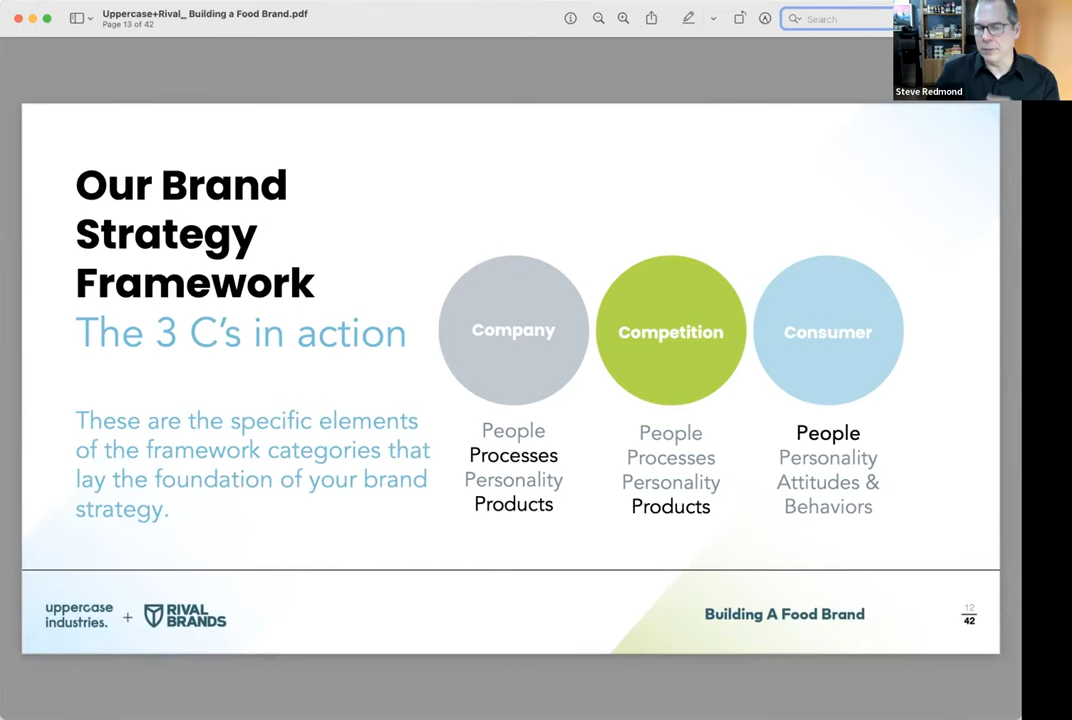 Uppercase+Rival_ Building a Food Brand.pdf
Page 13 of 42
Search
Steve Redmond
Our Brand
Strategy
Framework
The 3 C's in action
These are the specific elements
of the framework categories that
lay the foundation of your brand
strategy.
Company
People
Processes
Personality
Products
Competition
People
Processes
Personality
Products
Consumer
People
Personality
Attitudes &
Behaviors
uppercase
industries.
+
RIVAL
BRANDS
Building A Food Brand
12
42